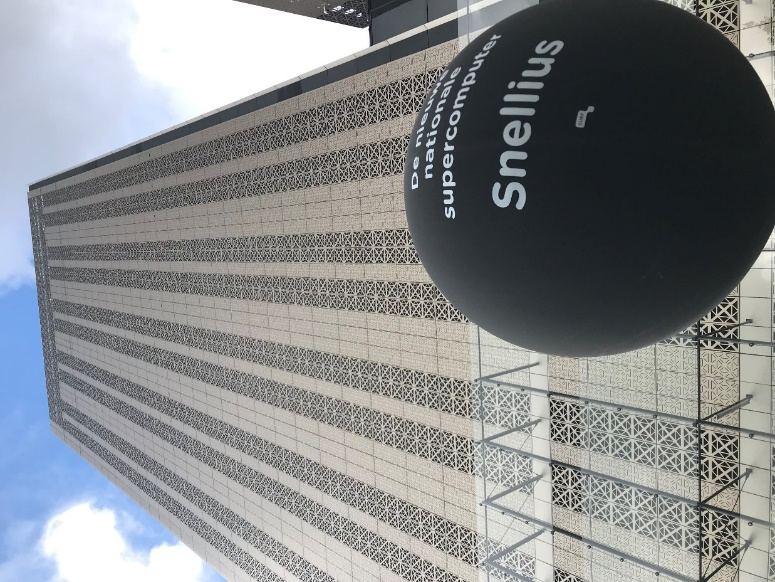 De nieuwe
nationale
supercomputer
Snellius